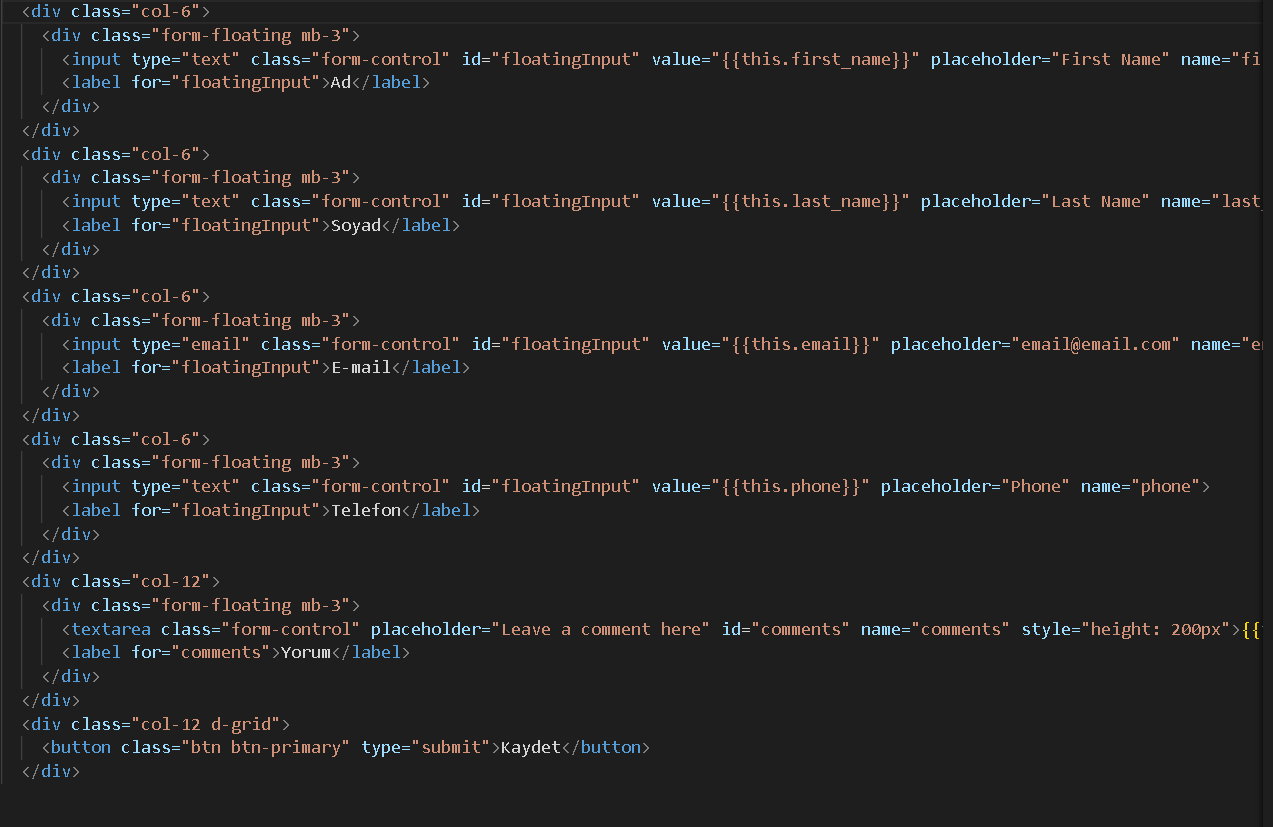 <div class="col-6">
<div class="form-floating mb-3">
<input type="text" class="form-control" id="floatingInput" value="{{this.first_name}}" placeholder="First Name" name="fi
<label for="floatingInput">Ad</label>
</div>
</div>
<div class="col-6">
<div class="form-floating mb-3">
<input type="text" class="form-control" id="floatingInput" value="{{this.last_name}}" placeholder="Last Name" name="last_
<label for="floatingInput">Soyad</label>
</div>
</div>
<div class="col-6">
<div class="form-floating mb-3">
<input type="email" class="form-control" id="floatingInput" value="{{this.email}}" placeholder="email@email.com" name="em
<label for="floatingInput">E-mail</label>
</div>
</div>
<div class="col-6">
<div class="form-floating mb-3">
<input type="text" class="form-control" id="floatingInput" value="{{this.phone}}" placeholder="Phone" name="phone">
<label for="floatingInput">Telefon</label>
</div>
</div>
<div class="col-12">
<div class="form-floating mb-3">
<textarea class="form-control" placeholder="Leave a comment here" id="comments" name="comments" style="height: 200px">{{
<label for="comments">Yorum</label>
</div>
</div>
<div class="col-12 d-grid">
<button class="btn btn-primary" type="submit">Kaydet</button>
</div>